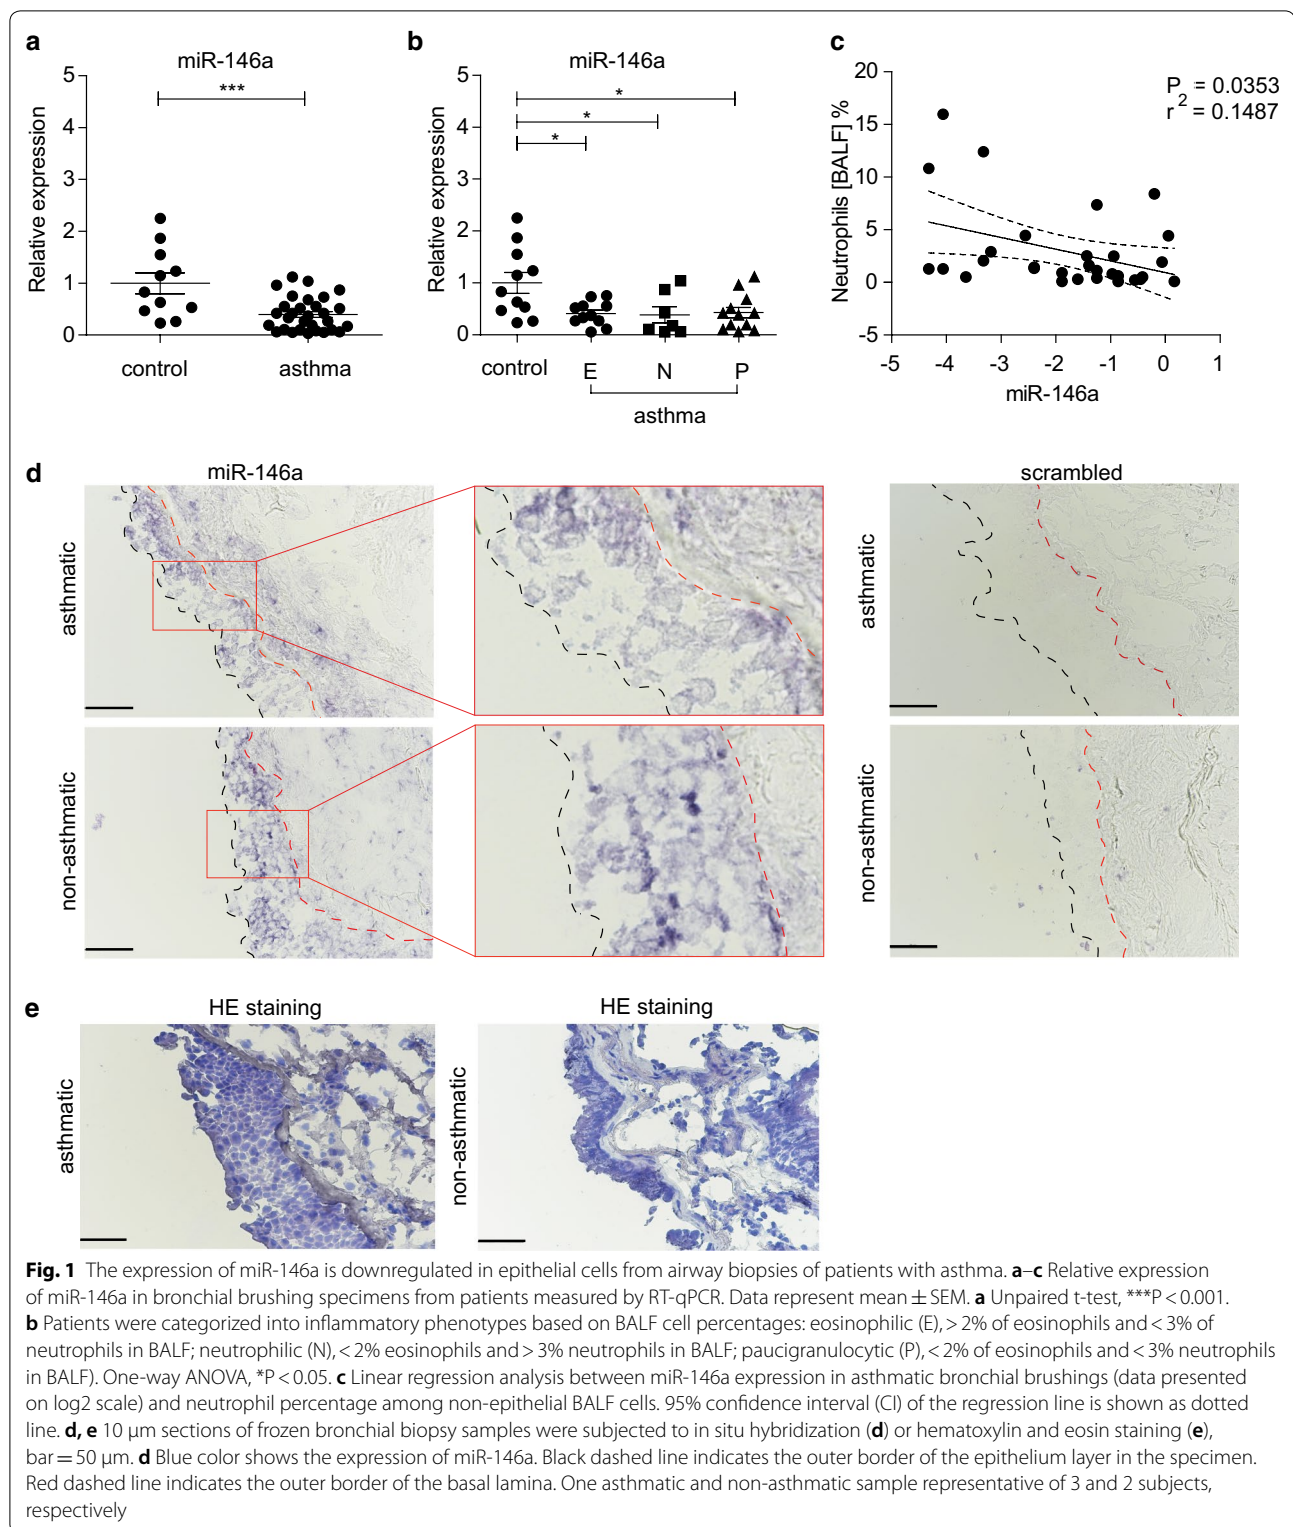 a
miR-146a
5
4
3
2
1
0
Relative expression
***
control
asthma
b
miR-146a
5
4
3
2
1
0
Relative expression
*
*
*
control
E
N
P
asthma
c
20
15
10
5
0
-5
Neutrophils [BALF] %
P = 0.0353
r2 = 0.1487
-5 -4 -3 -2 -1 0 1
miR-146a
d
miR-146a
scrambled
asthmatic
asthmatic
non-asthmatic
non-asthmatic
e
HE staining
HE staining
asthmatic
non-asthmatic
Fig. 1 The expression of miR-146a is downregulated in epithelial cells from airway biopsies of patients with asthma. a–c Relative expression
of miR-146a in bronchial brushing specimens from patients measured by RT-qPCR. Data represent mean ± SEM. a Unpaired t-test, ***P < 0.001.
b Patients were categorized into inflammatory phenotypes based on BALF cell percentages: eosinophilic (E), > 2% of eosinophils and < 3% of
neutrophils in BALF; neutrophilic (N), < 2% eosinophils and > 3% neutrophils in BALF; paucigranulocytic (P), < 2% of eosinophils and < 3% neutrophils
in BALF). One-way ANOVA, *P < 0.05. c Linear regression analysis between miR-146a expression in asthmatic bronchial brushings (data presented
on log2 scale) and neutrophil percentage among non-epithelial BALF cells. 95% confidence interval (CI) of the regression line is shown as dotted
line. d, e 10 µm sections of frozen bronchial biopsy samples were subjected to in situ hybridization (d) or hematoxylin and eosin staining (e),
bar = 50 µm. d Blue color shows the expression of miR-146a. Black dashed line indicates the outer border of the epithelium layer in the specimen.
Red dashed line indicates the outer border of the basal lamina. One asthmatic and non-asthmatic sample representative of 3 and 2 subjects,
respectively